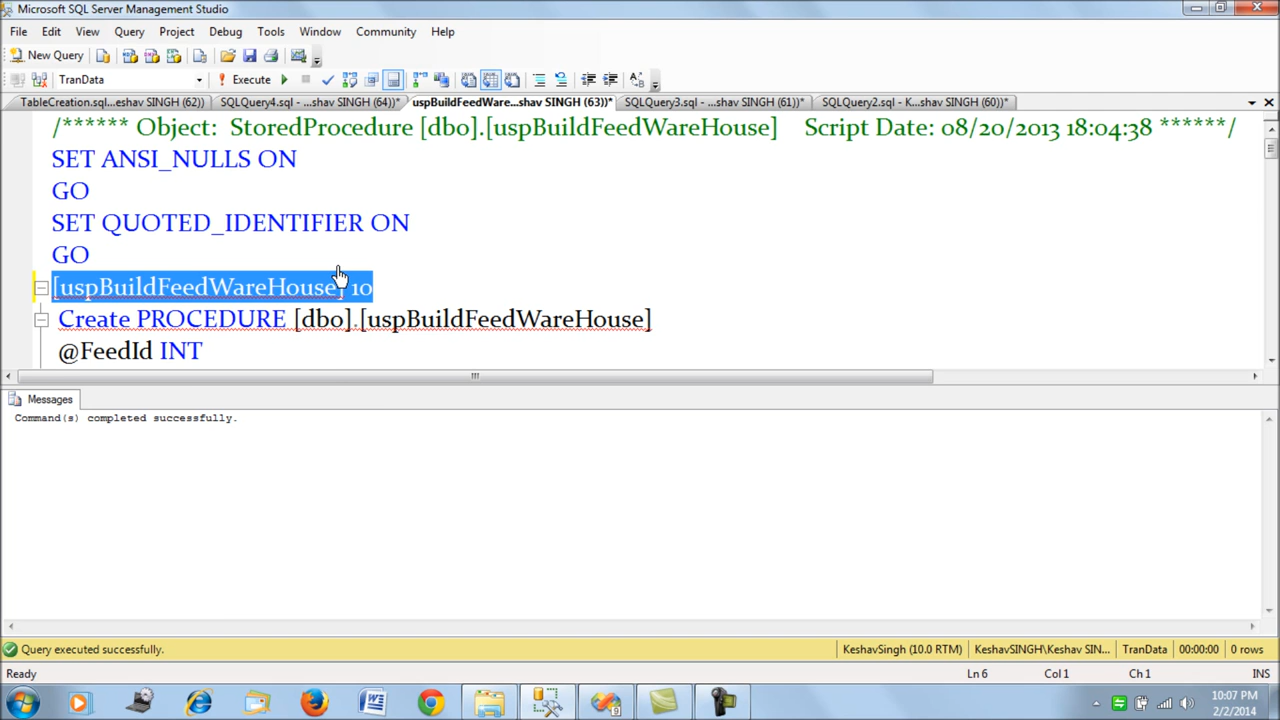 Microsoft SQL Server Management Studio
File Edit View Query Project Debug Tools Window Community Help
New Query
TranData Execute
TableCreation.sql...eshav SINGH (62)) SQLQuery4.sql - ...shav SINGH (64))* uspBuildFeedWare...shav SINGH (63))* SQLQuery3.sql - ...shav SINGH (61))* SQLQuery2.sql - K...shav SINGH (60))*
/****** Object:  StoredProcedure [dbo].[uspBuildFeedWareHouse]    Script Date: 08/20/2013 18:04:38 ******/
SET ANSI_NULLS ON
GO
SET QUOTED_IDENTIFIER ON
GO
[uspBuildFeedWareHouse] 10
Create PROCEDURE [dbo].[uspBuildFeedWareHouse]
@FeedId INT
Messages
Command(s) completed successfully.
Query executed successfully. KeshavSingh (10.0 RTM) KeshavSINGH\Keshav SIN... TranData 00:00:00 0 rows
Ready Ln 6 Col 1 Ch 1 INS
10:07 PM
2/2/2014